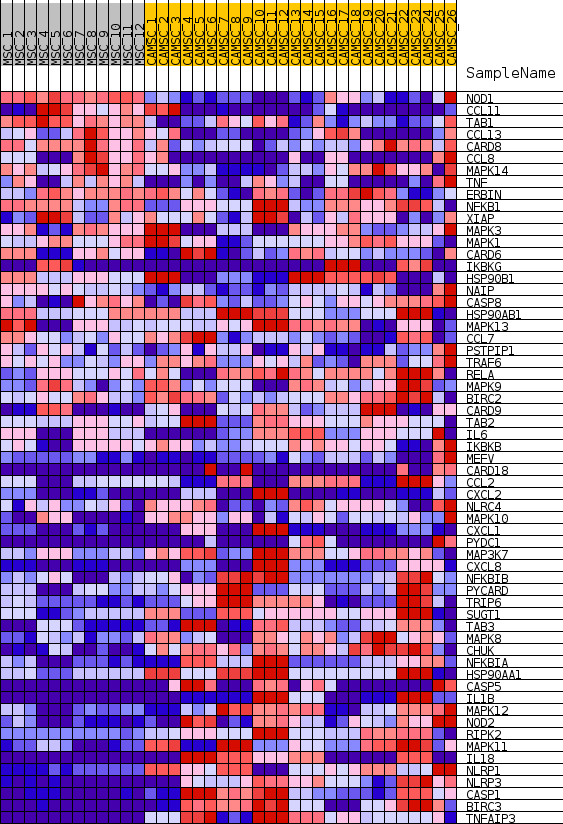 MSC_1
MSC_2
MSC_3
MSC_4
MSC_5
MSC_6
MSC_7
MSC_8
MSC_9
MSC_10
MSC_11
MSC_12
CAMSC_1
CAMSC_2
CAMSC_3
CAMSC_4
CAMSC_5
CAMSC_6
CAMSC_7
CAMSC_8
CAMSC_9
CAMSC_10
CAMSC_11
CAMSC_12
CAMSC_13
CAMSC_14
CAMSC_15
CAMSC_16
CAMSC_17
CAMSC_18
CAMSC_19
CAMSC_20
CAMSC_21
CAMSC_22
CAMSC_23
CAMSC_24
CAMSC_25
CAMSC_26
SampleName
NOD1
CCL11
TAB1
CCL13
CARD8
CCL8
MAPK14
TNF
ERBIN
NFKB1
XIAP
MAPK3
MAPK1
CARD6
IKBKG
HSP90B1
NAIP
CASP8
HSP90AB1
MAPK13
CCL7
PSTPIP1
TRAF6
RELA
MAPK9
BIRC2
CARD9
TAB2
IL6
IKBKB
MEFV
CARD18
CCL2
CXCL2
NLRC4
MAPK10
CXCL1
PYDC1
MAP3K7
CXCL8
NFKBIB
PYCARD
TRIP6
SUGT1
TAB3
MAPK8
CHUK
NFKBIA
HSP90AA1
CASP5
IL1B
MAPK12
NOD2
RIPK2
MAPK11
IL18
NLRP1
NLRP3
CASP1
BIRC3
TNFAIP3